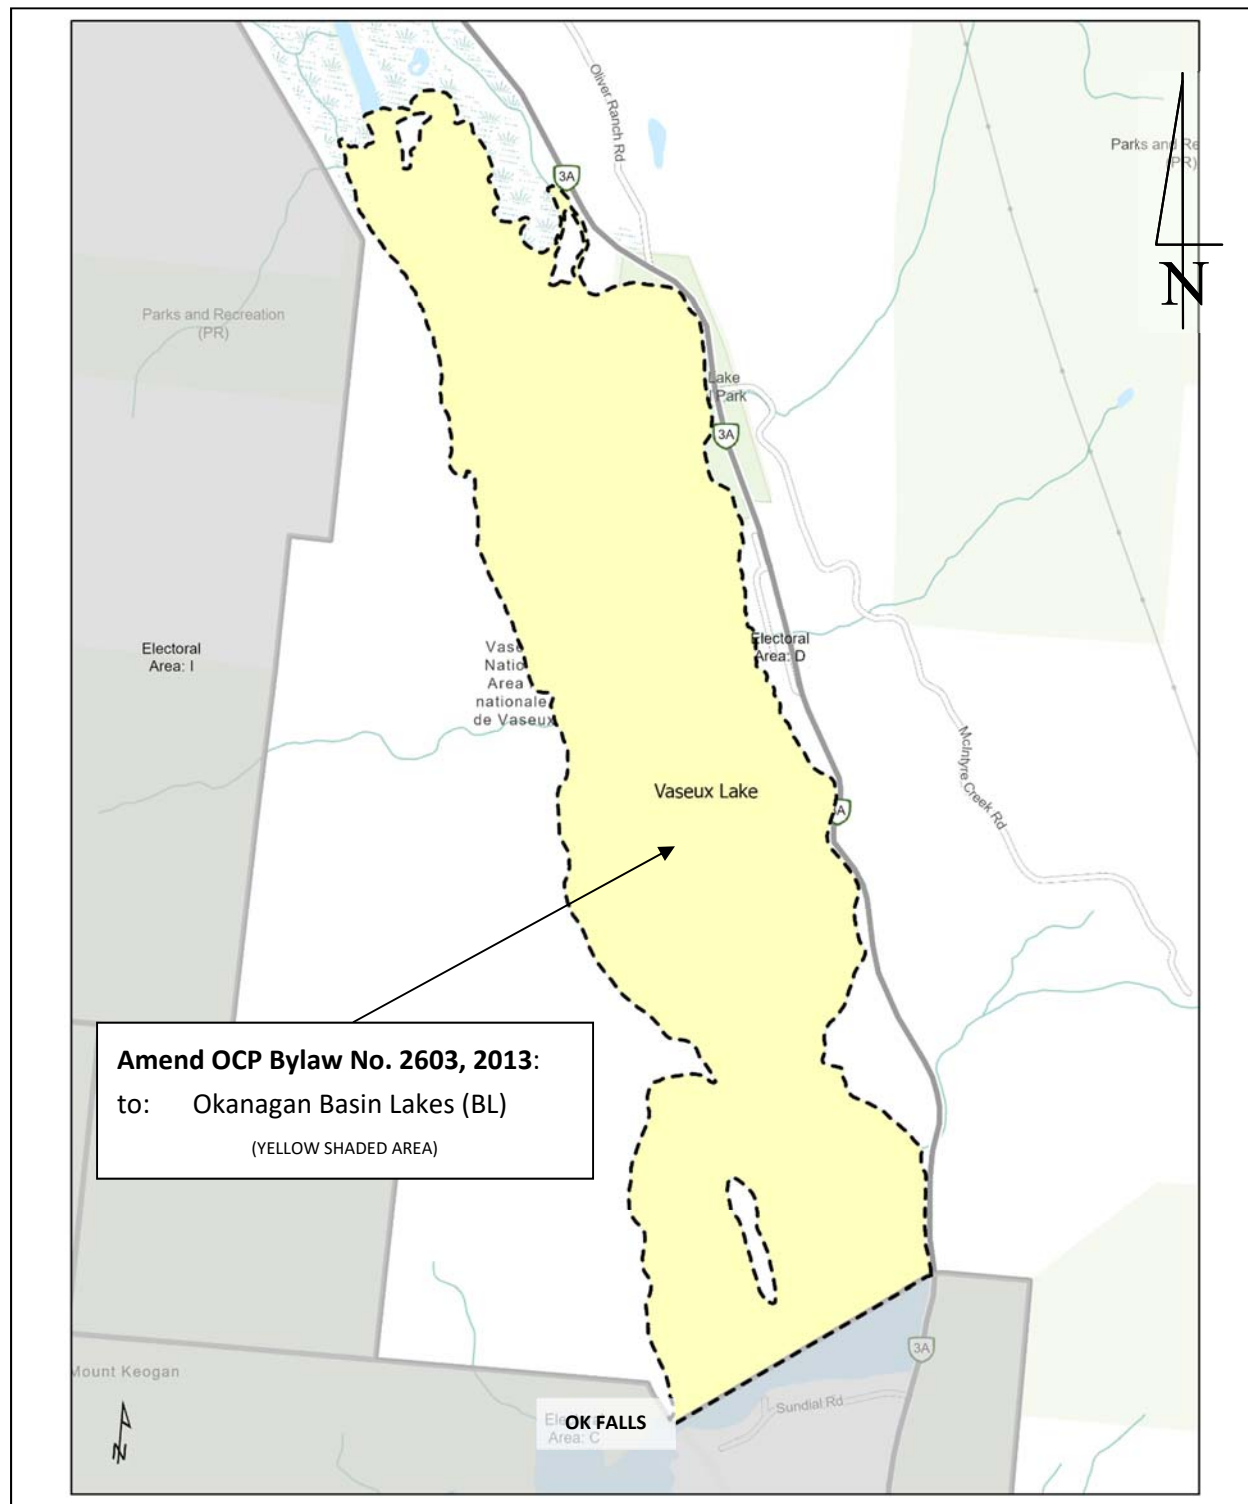 Oliver Ranch Rd
3A
Parks and Re
(PR)
N
Parks and Recreation
(PR)
Lake
Park
3A
Electoral
Area: I
Electoral
Area: D
Vase
Natio
Area
nationale
de Vaseux
McIntyre Creek Rd
Vaseux Lake
A
Amend OCP Bylaw No. 2603, 2013:
to: Okanagan Basin Lakes (BL)
(YELLOW SHADED AREA)
3A
Mount Keogan
Sundial Rd
OK FALLS
Area: C
N